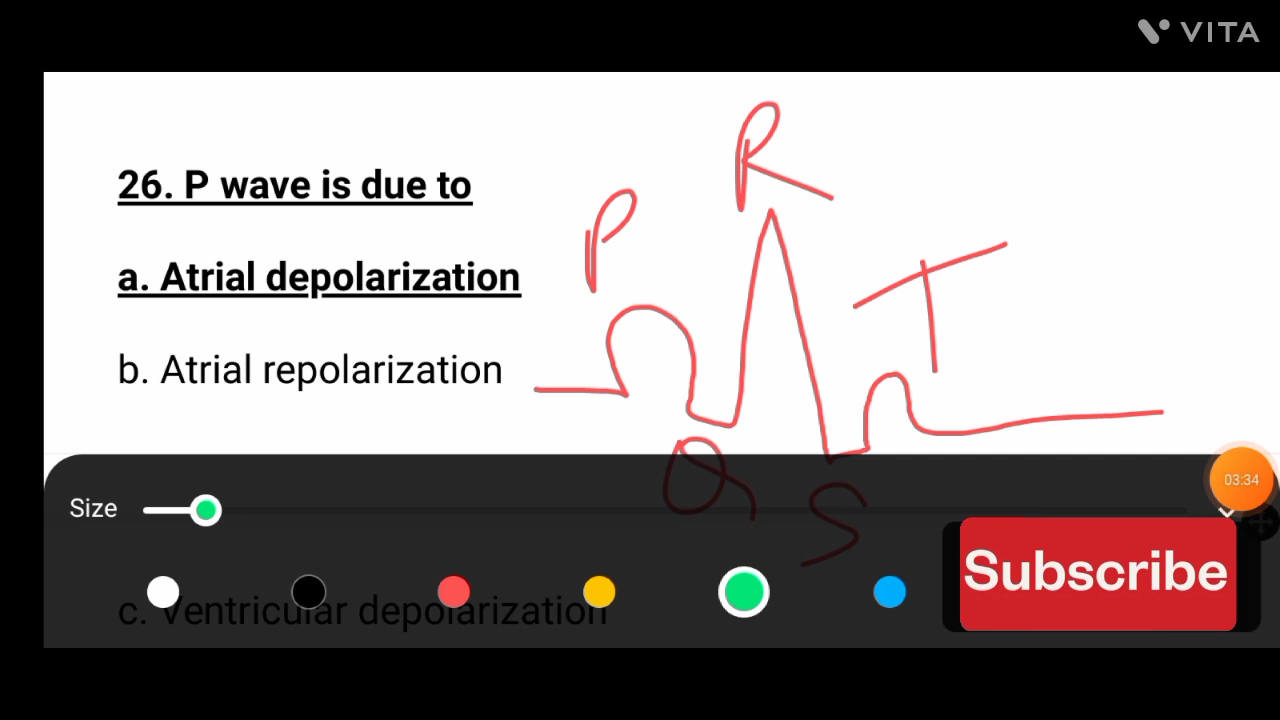 VITA
26. P wave is due to
a. Atrial depolarization
b. Atrial repolarization
P
R
T
Q
S
Size
03:34
c. Ventricular depolarization
Subscribe